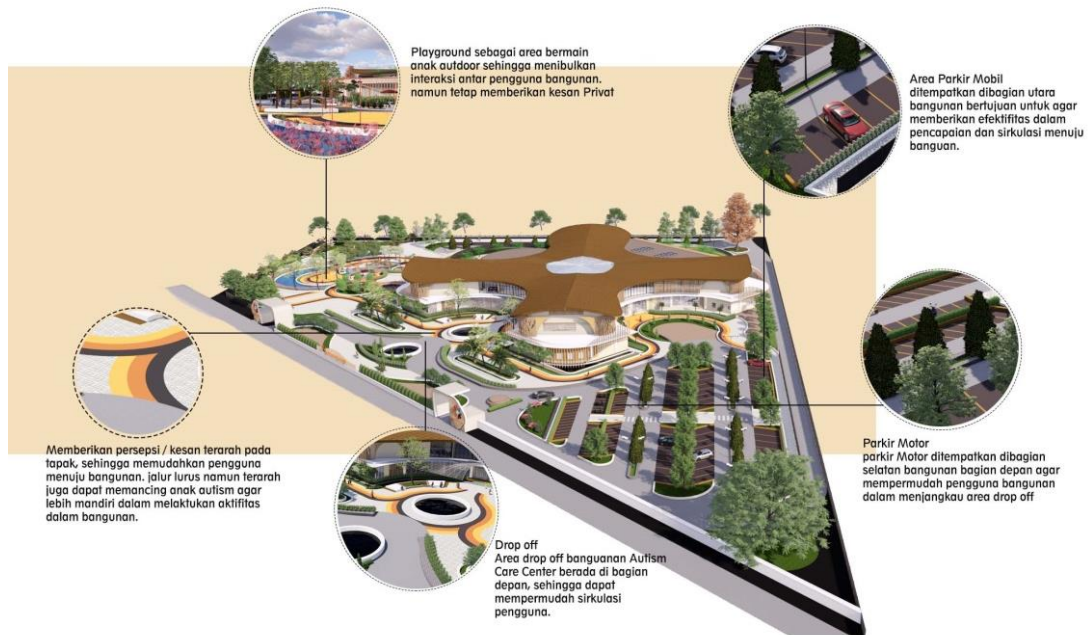 Playground sebagai area bermain
anak autdoor sehingga menibulkan
interaksi antar pengguna bangunan.
namun tetap memberikan kesan Privat
Area Parkir Mobil
ditempatkan dibagian utara
bangunan bertujuan untuk agar
memberikan efektifitas dalam
pencapaian dan sirkulasi menuju
banguan.
Memberikan persepsi / kesan terarah pada
tapak, sehingga memudahkan pengguna
menuju bangunan. jalur lurus namun terarah
juga dapat memancing anak autism agar
lebih mandiri dalam melaktukan aktifitas
dalam bangunan.
Parkir Motor
parkir Motor ditempatkan dibagian
selatan bangunan bagian depan agar
mempermudah pengguna bangunan
dalam menjangkau area drop off
Drop off
Area drop off banguanan Autism
Care Center berada di bagian
depan, sehingga dapat
mempermudah sirkulasi
pengguna.